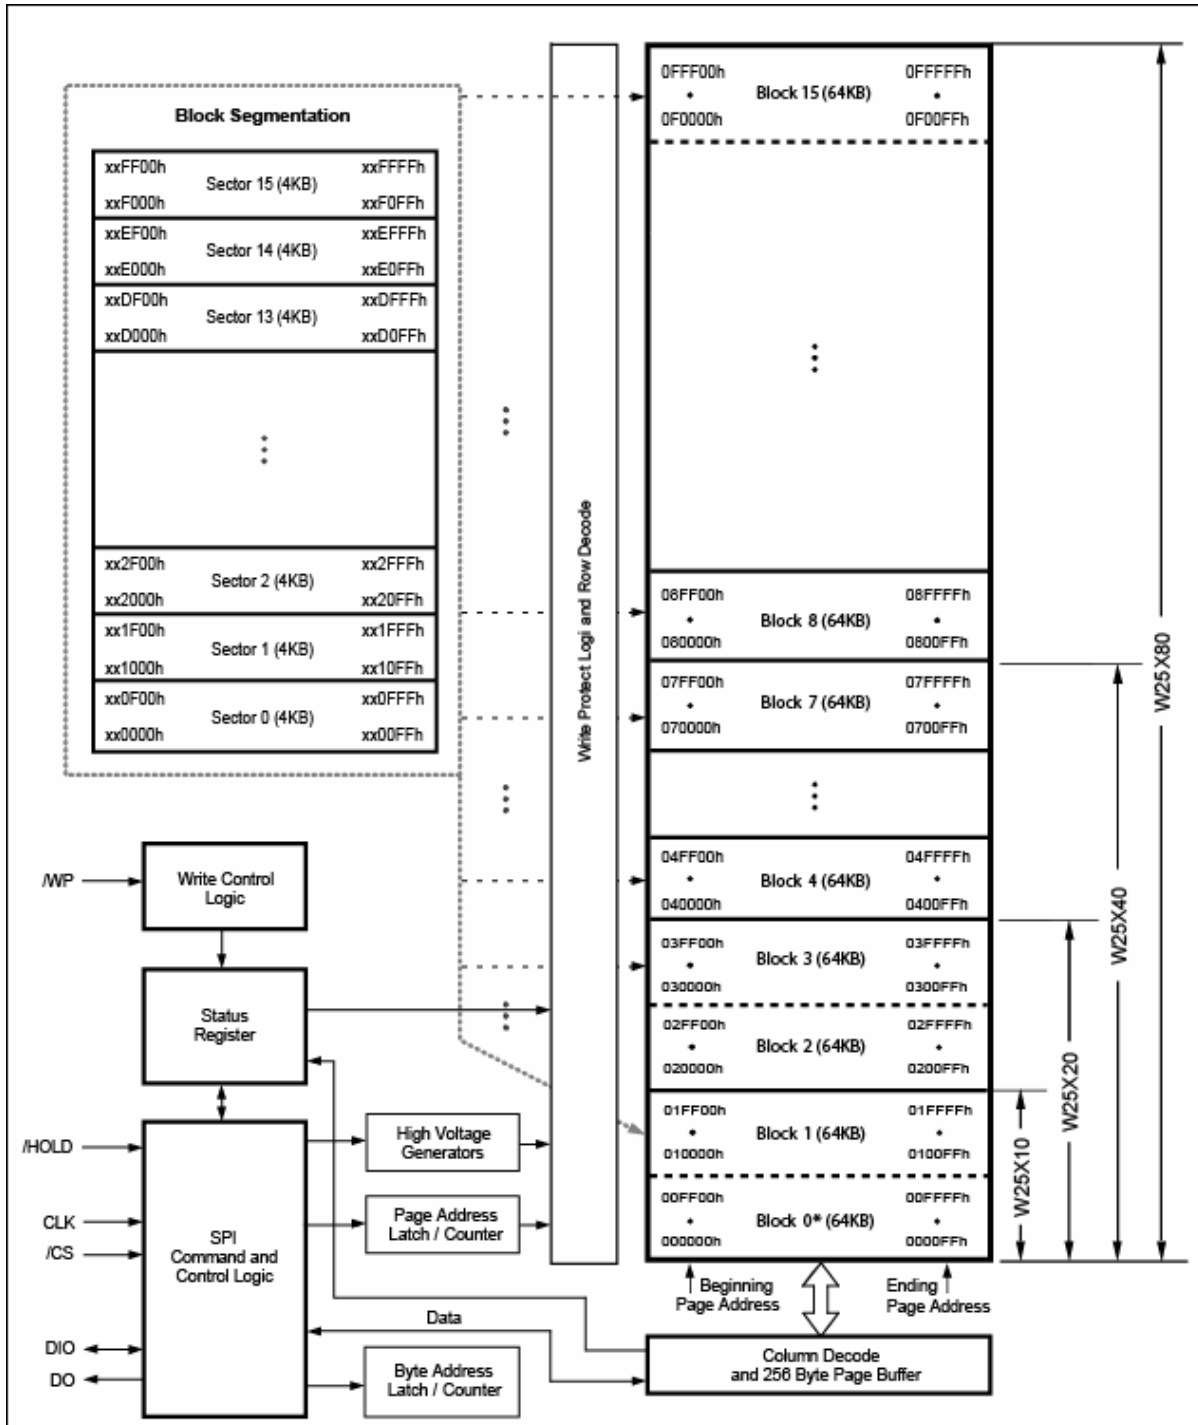 Block Segmentation
xxFF00h xxFFFFh
Sector 15 (4KB)
xxF000h xxF0FFh
xxEF00h xxEFFFh
Sector 14 (4KB)
xxE000h xxE0FFh
xxDF00h xxDFFFh
Sector 13 (4KB)
xxD000h xxD0FFh
xx2F00h xx2FFFh
Sector 2 (4KB)
xx2000h xx20FFh
xx1F00h xx1FFFh
Sector 1 (4KB)
xx1000h xx10FFh
xx0F00h xx0FFFh
Sector 0 (4KB)
xx0000h xx00FFh
Write Protect Logi and Row Decode
0FFF00h 0FFFFFh
Block 15 (64KB)
0F0000h 0F00FFh
08FF00h 08FFFFh
Block 8 (64KB)
080000h 0800FFh
07FF00h 07FFFFh
Block 7 (64KB)
070000h 0700FFh
04FF00h 04FFFFh
Block 4 (64KB)
040000h 0400FFh
03FF00h 03FFFFh
Block 3 (64KB)
030000h 0300FFh
02FF00h 02FFFFh
Block 2 (64KB)
020000h 0200FFh
01FF00h 01FFFFh
Block 1 (64KB)
010000h 0100FFh
00FF00h 00FFFFh
Block 0* (64KB)
000000h 0000FFh
W25X10
W25X20
W25X40
W25X80
Beginning
Page Address
Ending
Page Address
/WP
Write Control
Logic
Status
Register
/HOLD
CLK
/CS
DIO
DO
SPI
Command and
Control Logic
High Voltage
Generators
Page Address
Latch / Counter
Data
Byte Address
Latch / Counter
Column Decode
and 256 Byte Page Buffer